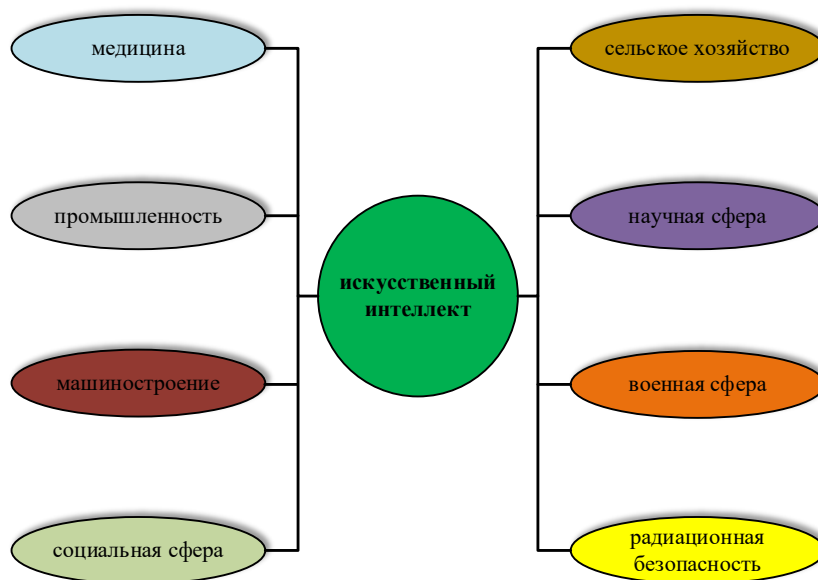 медицина
промышленность
машиностроение
социальная сфера
искусственный
интеллект
сельское хозяйство
научная сфера
военная сфера
радиационная
безопасность